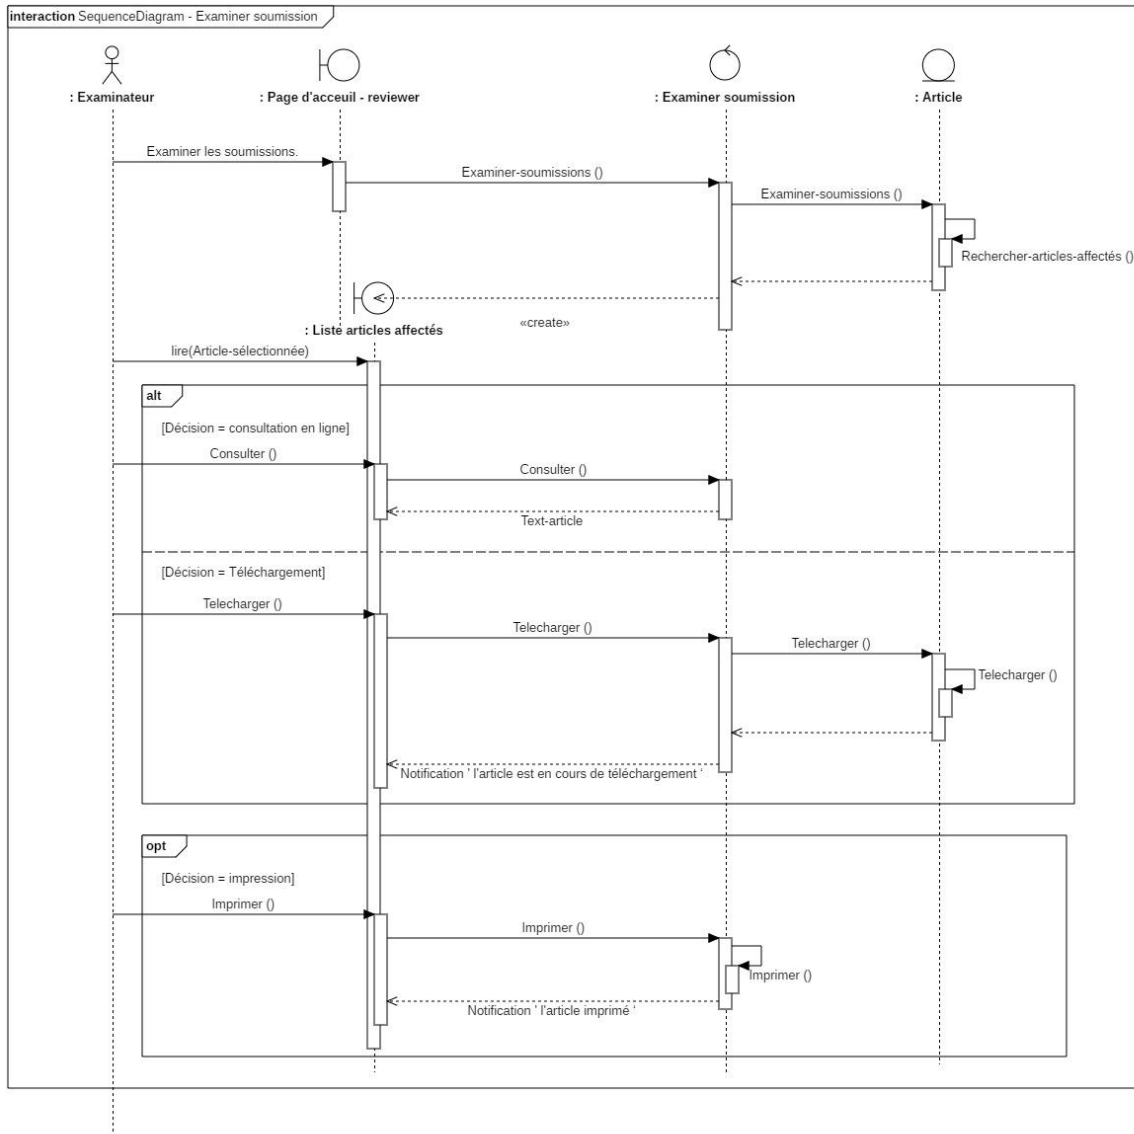 interaction SequenceDiagram - Examiner soumission
: Examinateur
: Page d'acceuil - reviewer
: Examiner soumission
: Article
Examiner les soumissions.
Examiner-soumissions ()
Examiner-soumissions ()
Rechercher-articles-affectés ()
«create»
: Liste articles affectés
lire(Article-sélectionnée)
alt
[Décision = consultation en ligne]
Consulter ()
Consulter ()
Text-article
[Décision = Téléchargement]
Telecharger ()
Telecharger ()
Telecharger ()
Telecharger ()
Notification ' l'article est en cours de téléchargement ‘
opt
[Décision = impression]
Imprimer ()
Imprimer ()
Imprimer ()
Notification ' l'article imprimé ‘